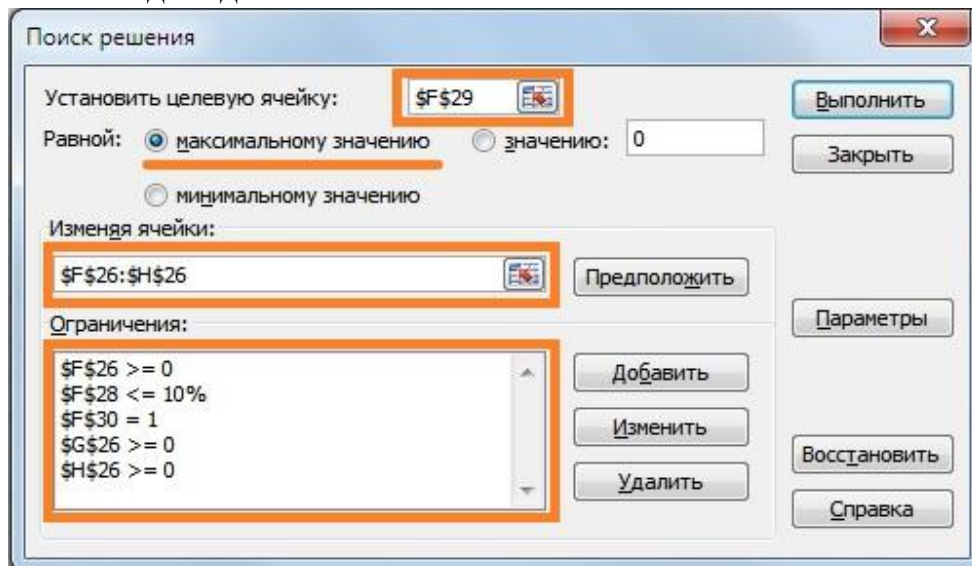 Поиск решения
Установить целевую ячейку: $F$29
Выполнить
Равной: максимальному значению значению: 0
Закрыть
минимальному значению
Изменяя ячейки:
$F$26:$H$26
Предположить
Ограничения:
Параметры
$F$26 >= 0
$F$28 <= 10%
$F$30 = 1
$G$26 >= 0
$H$26 >= 0
Добавить
Изменить
Удалить
Восстановить
Справка